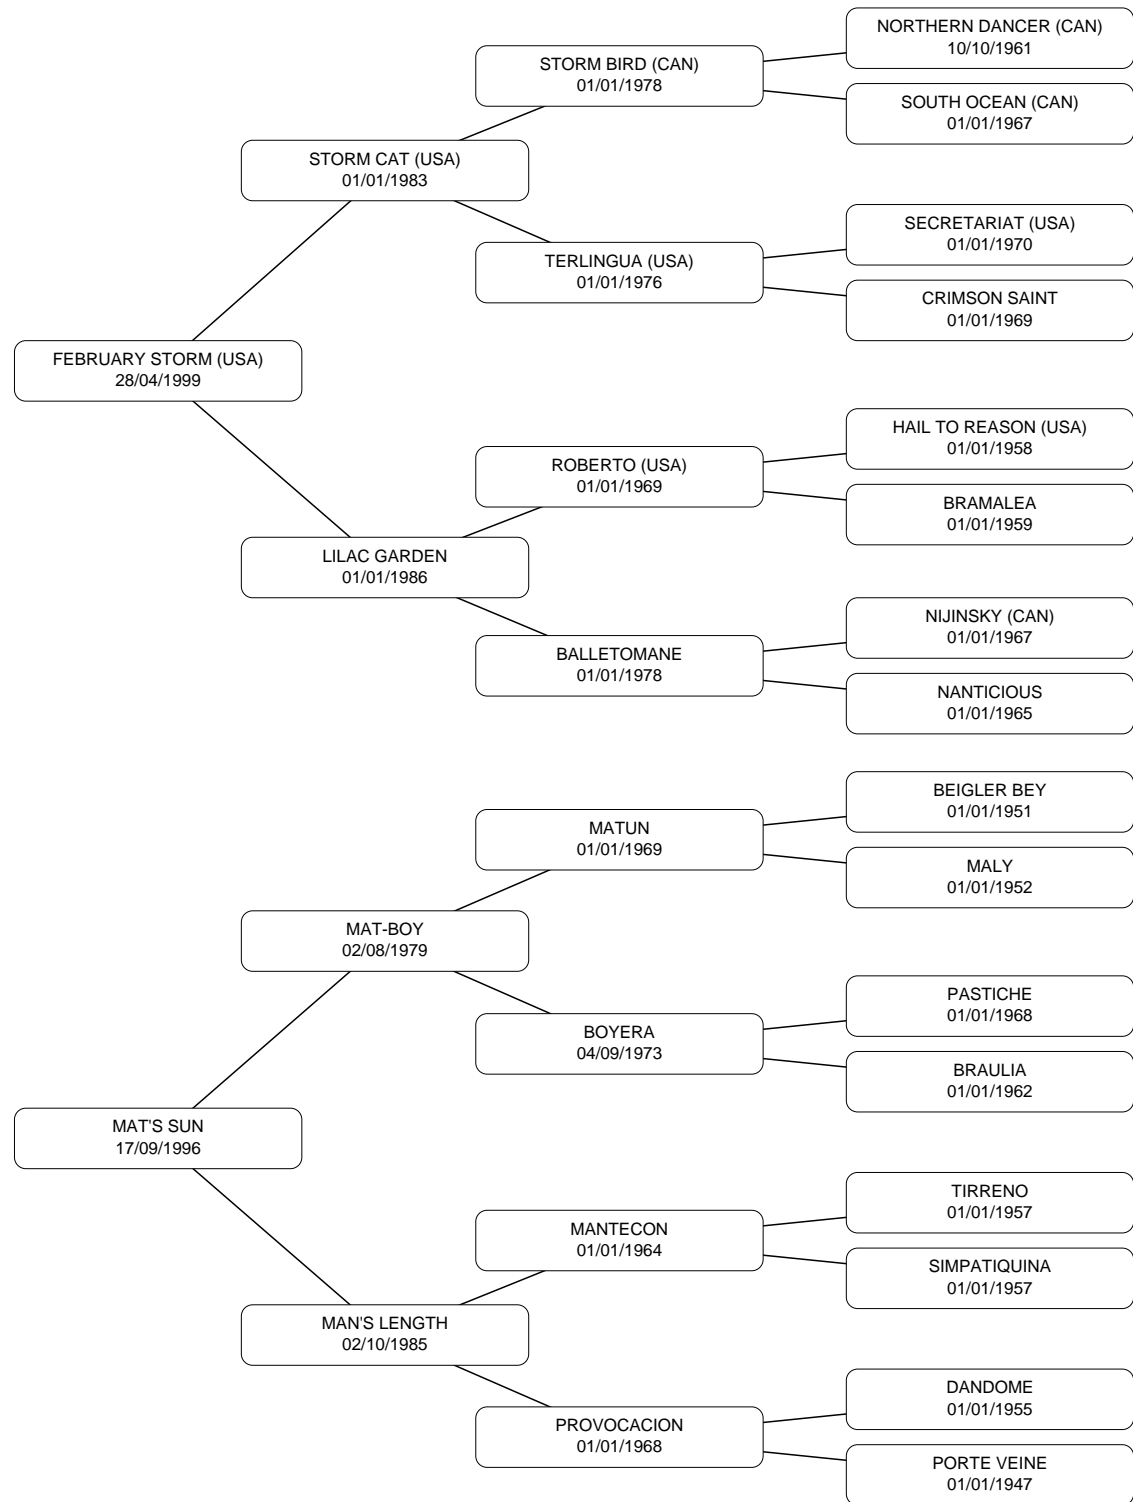 NORTHERN DANCER (CAN)
10/10/1961
STORM BIRD (CAN)
01/01/1978
SOUTH OCEAN (CAN)
01/01/1967
STORM CAT (USA)
01/01/1983
SECRETARIAT (USA)
01/01/1970
TERLINGUA (USA)
01/01/1976
CRIMSON SAINT
01/01/1969
FEBRUARY STORM (USA)
28/04/1999
HAIL TO REASON (USA)
01/01/1958
ROBERTO (USA)
01/01/1969
BRAMALEA
01/01/1959
LILAC GARDEN
01/01/1986
NIJINSKY (CAN)
01/01/1967
BALLETOMANE
01/01/1978
NANTICIOUS
01/01/1965
BEIGLER BEY
01/01/1951
MATUN
01/01/1969
MALY
01/01/1952
MAT-BOY
02/08/1979
PASTICHE
01/01/1968
BOYERA
04/09/1973
BRAULIA
01/01/1962
MAT'S SUN
17/09/1996
TIRRENO
01/01/1957
MANTECON
01/01/1964
SIMPATIQUINA
01/01/1957
MAN'S LENGTH
02/10/1985
DANDOME
01/01/1955
PROVOCACION
01/01/1968
PORTE VEINE
01/01/1947